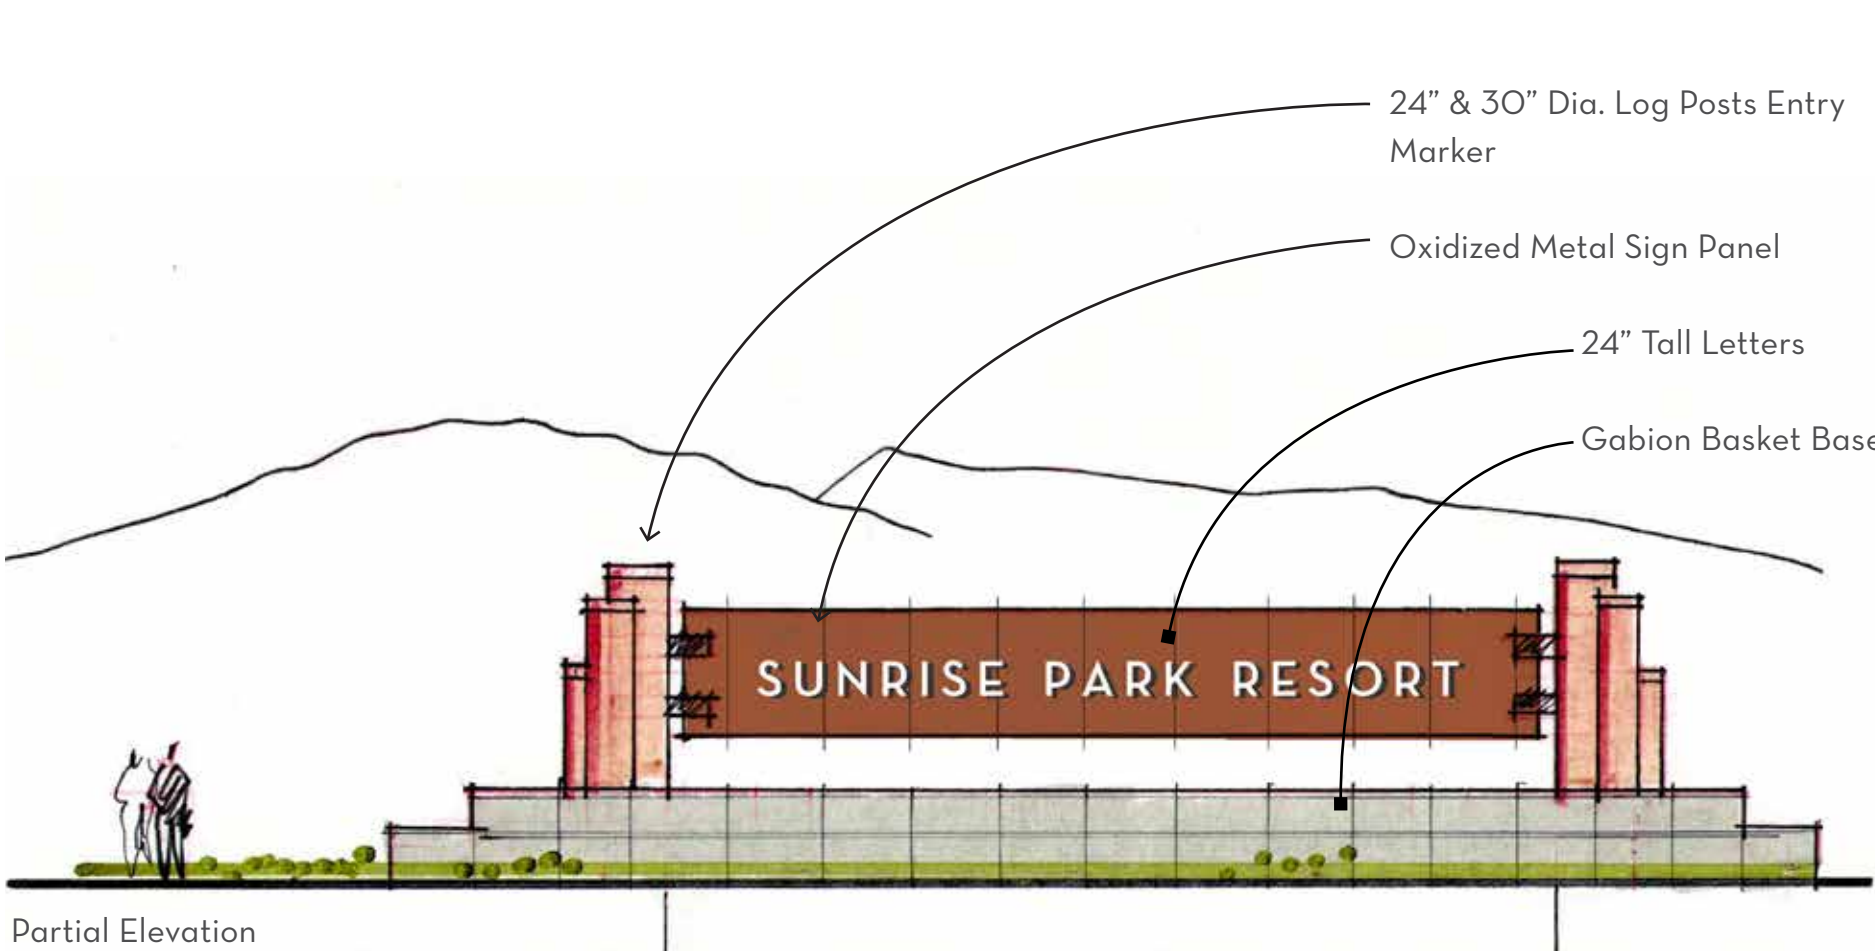 24” & 30” Dia. Log Posts Entry
Marker
Oxidized Metal Sign Panel
24” Tall Letters
Gabion Basket Base
SUNRISE PARK RESORT
Partial Elevation